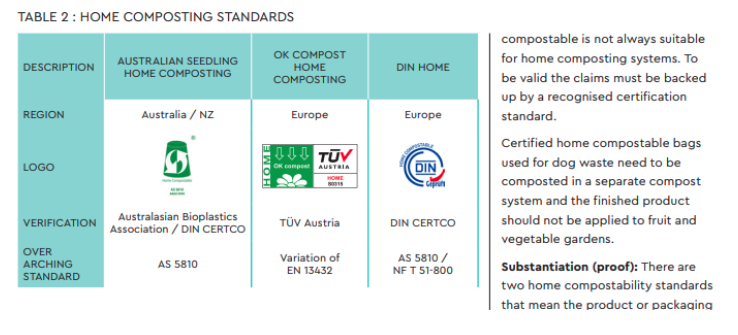 TABLE 2 : HOME COMPOSTING STANDARDS
DESCRIPTION
AUSTRALIAN SEEDLING
HOME COMPOSTING
OK COMPOST
HOME
COMPOSTING
DIN HOME
REGION
Australia / NZ
Europe
Europe
LOGO
Home Compostable
AS 5810
HOME
OK compost
TÜV
AUSTRIA
HOME
S0015
HOME COMPOSTABLE
DIN
Geprüft
VERIFICATION
Australasian Bioplastics
Association / DIN CERTCO
TÜV Austria
DIN CERTCO
OVER
ARCHING
STANDARD
AS 5810
Variation of
EN 13432
AS 5810 /
NF T 51-800
compostable is not always suitable
for home composting systems. To
be valid the claims must be backed
up by a recognised certification
standard.
Certified home compostable bags
used for dog waste need to be
composted in a separate compost
system and the finished product
should not be applied to fruit and
vegetable gardens.
Substantiation (proof): There are
two home compostability standards
that mean the product or packaging